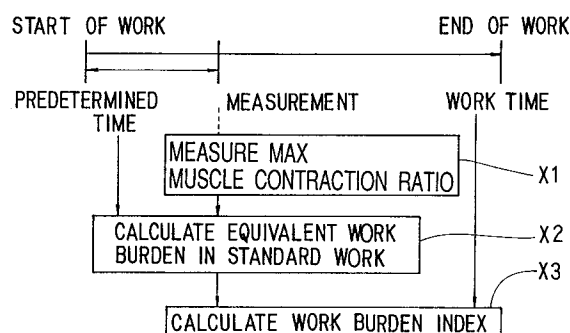 START OF WORK
END OF WORK
PREDETERMINED TIME
MEASUREMENT
WORK TIME
MEASURE MAX
MUSCLE CONTRACTION RATIO
X1
CALCULATE EQUIVALENT WORK
BURDEN IN STANDARD WORK
X2
X3
CALCULATE WORK BURDEN INDEX